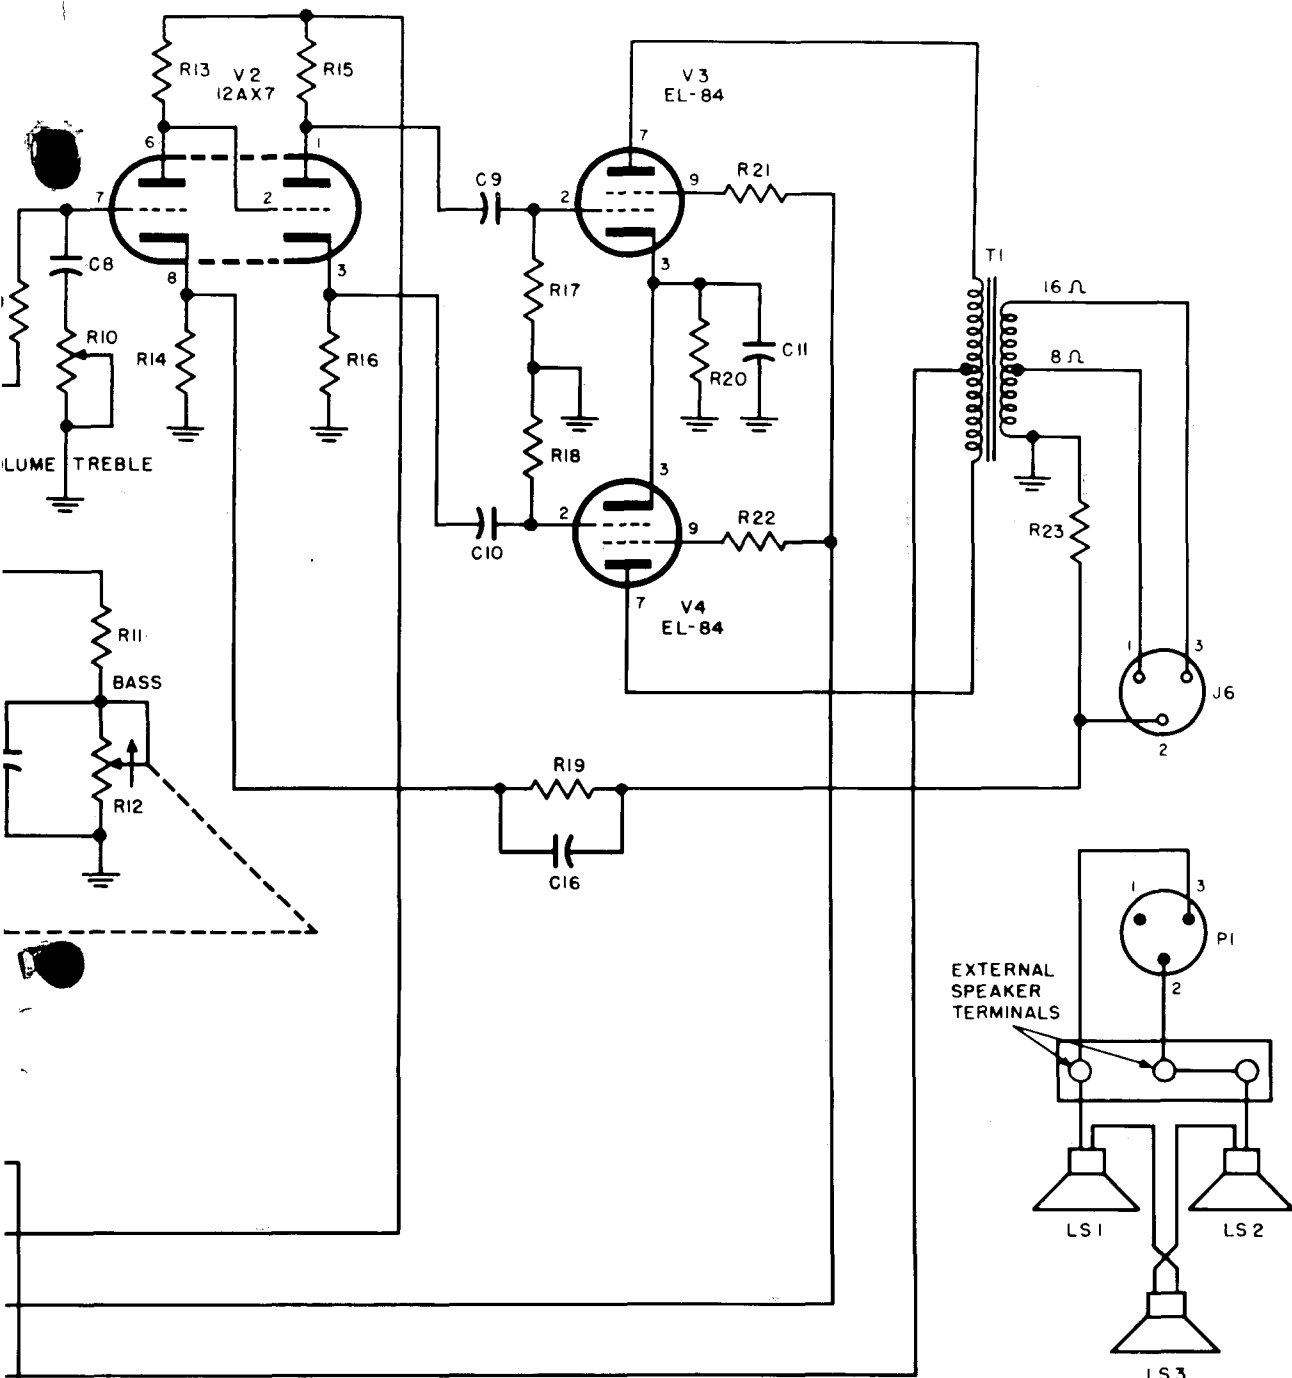 R13
V2
12AX7
R15
V3
EL-84
6
1
7
R21
C9
9
7
2
2
C8
8
3
3
T1
16 Ω
R17
R10
R14
R16
C11
8 Ω
R20
R18
LUME TREBLE
3
2
R22
9
C10
R23
7
V4
EL-84
R11
1
3
BASS
J6
2
R19
R12
C16
1
3
P1
EXTERNAL
SPEAKER
TERMINALS
2
LS1
LS2
LS3